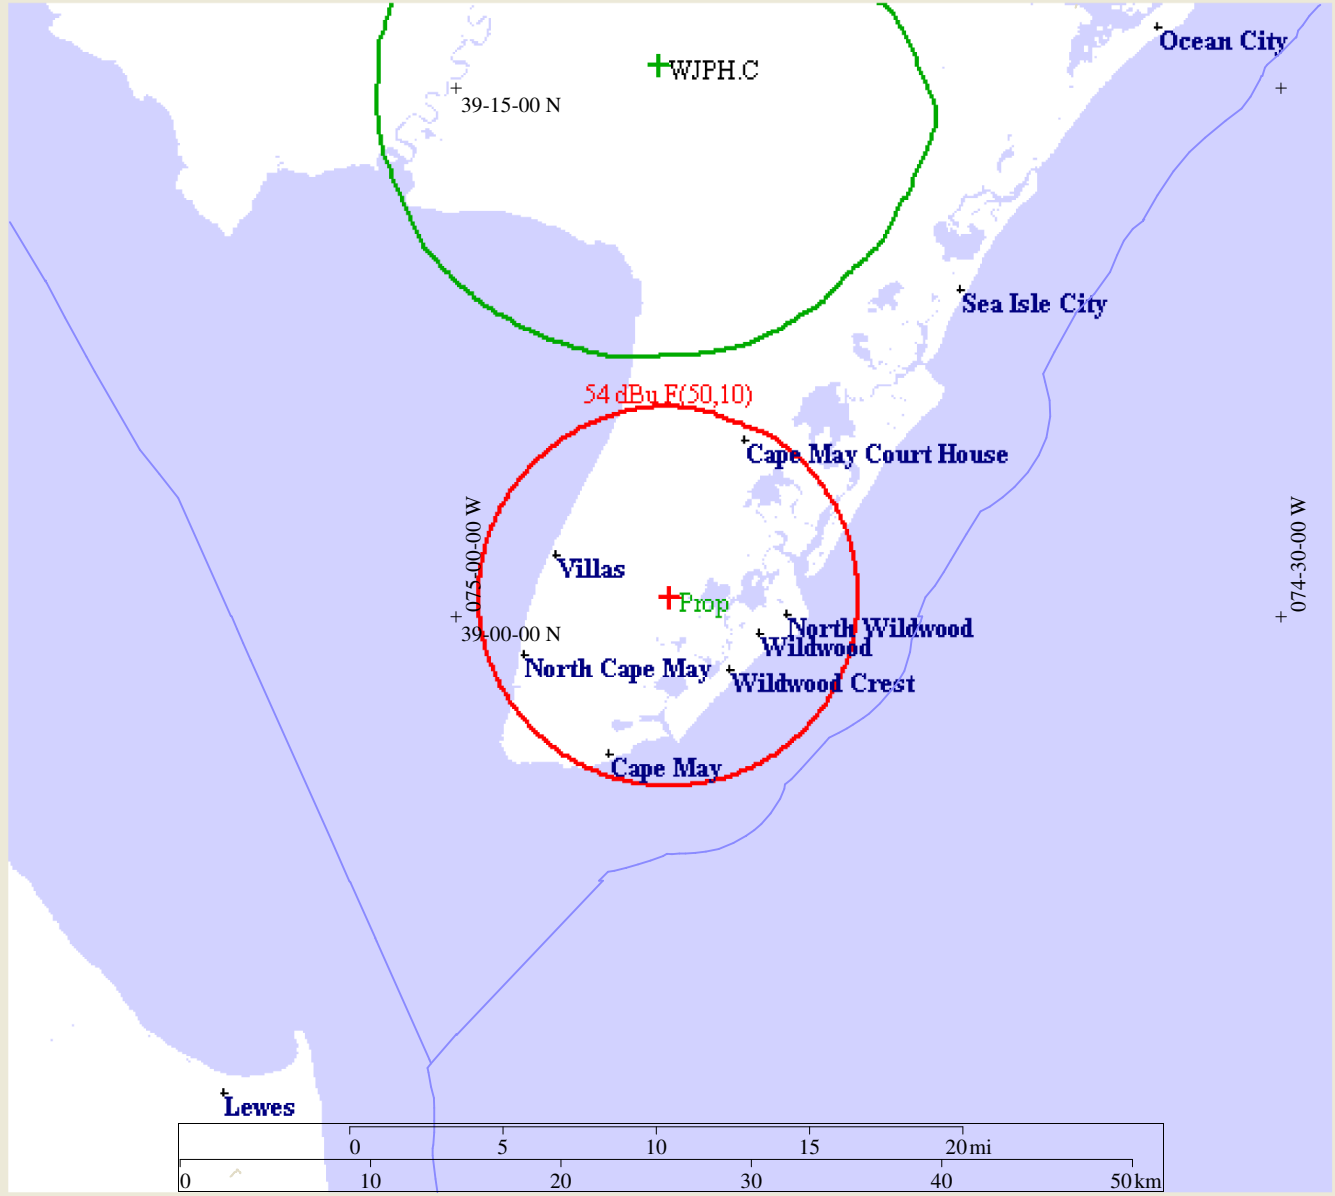 Ocean City
WJPH.C
39-15-00 N
Sea Isle City
54 dBu F(50,10)
Cape May Court House
075-00-00 W
074-30-00 W
Villas
Prop
39-00-00 N
North Wildwood
Wildwood
North Cape May
Wildwood Crest
Cape May
Lewes
0 5 10 15 20 mi
0 10 20 30 40 50 km